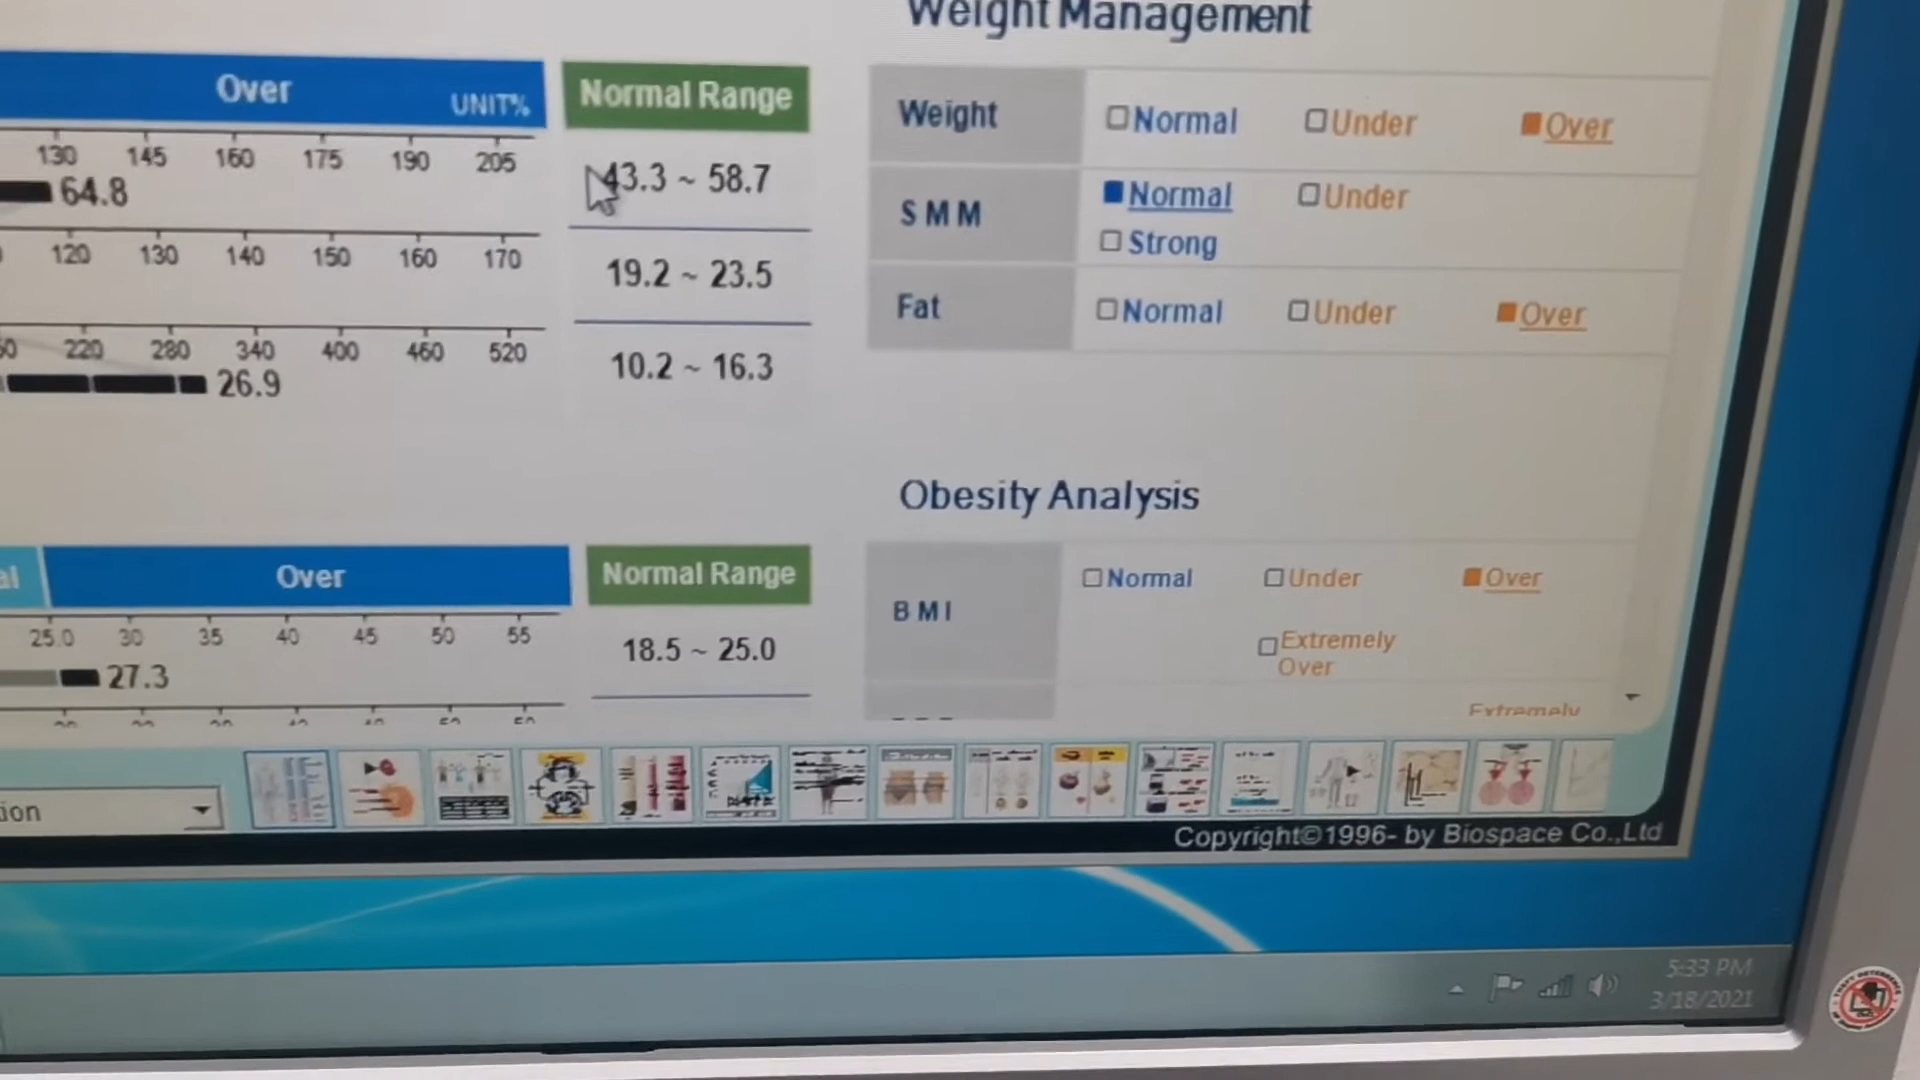 Weight Management
Over UNIT%
Normal Range
130 145 160 175 190 205
64.8
43.3 ~ 58.7
120 130 140 150 160 170
19.2 ~ 23.5
220 280 340 400 460 520
26.9
10.2 ~ 16.3
Weight Normal Under Over
SMM Normal Under
Strong
Fat Normal Under Over
Obesity Analysis
Over
Normal Range
25.0 30 35 40 45 50 55
27.3
18.5 ~ 25.0
BMI Normal Under Over
Extremely
Over
Extremely
Copyright©1996- by Biospace Co.,Ltd
5:33 PM
3/18/2021